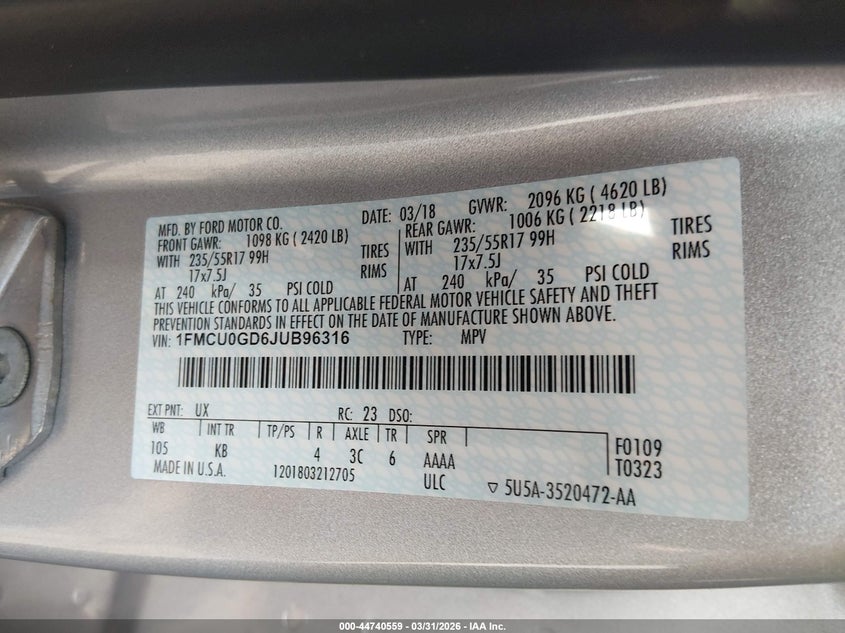 MFD. BY FORD MOTOR CO.
DATE: 03/18 GVWR: 2096 KG ( 4620 LB)
FRONT GAWR: 1098 KG (2420 LB)
REAR GAWR: 1006 KG ( 2218 LB)
WITH 235/55R17 99H TIRES
WITH 235/55R17 99H TIRES
17x7.5J RIMS
17x7.5J RIMS
AT 240 kPa/ 35 PSI COLD
AT 240 kPa/ 35 PSI COLD
THIS VEHICLE CONFORMS TO ALL APPLICABLE FEDERAL MOTOR VEHICLE SAFETY AND THEFT
PREVENTION STANDARDS IN EFFECT ON THE DATE OF MANUFACTURE SHOWN ABOVE.
VIN: 1FMCU0GD6JUB96316 TYPE: MPV
EXT PNT: UX RC: 23 DSO:
WB INT TR TP/PS R AXLE TR SPR
105 KB 4 3C 6 AAAA
F0109
T0323
MADE IN U.S.A. 1201803212705 ULC ▽ 5U5A-3520472-AA
000-44740559 — 03/31/2026 — IAA Inc.